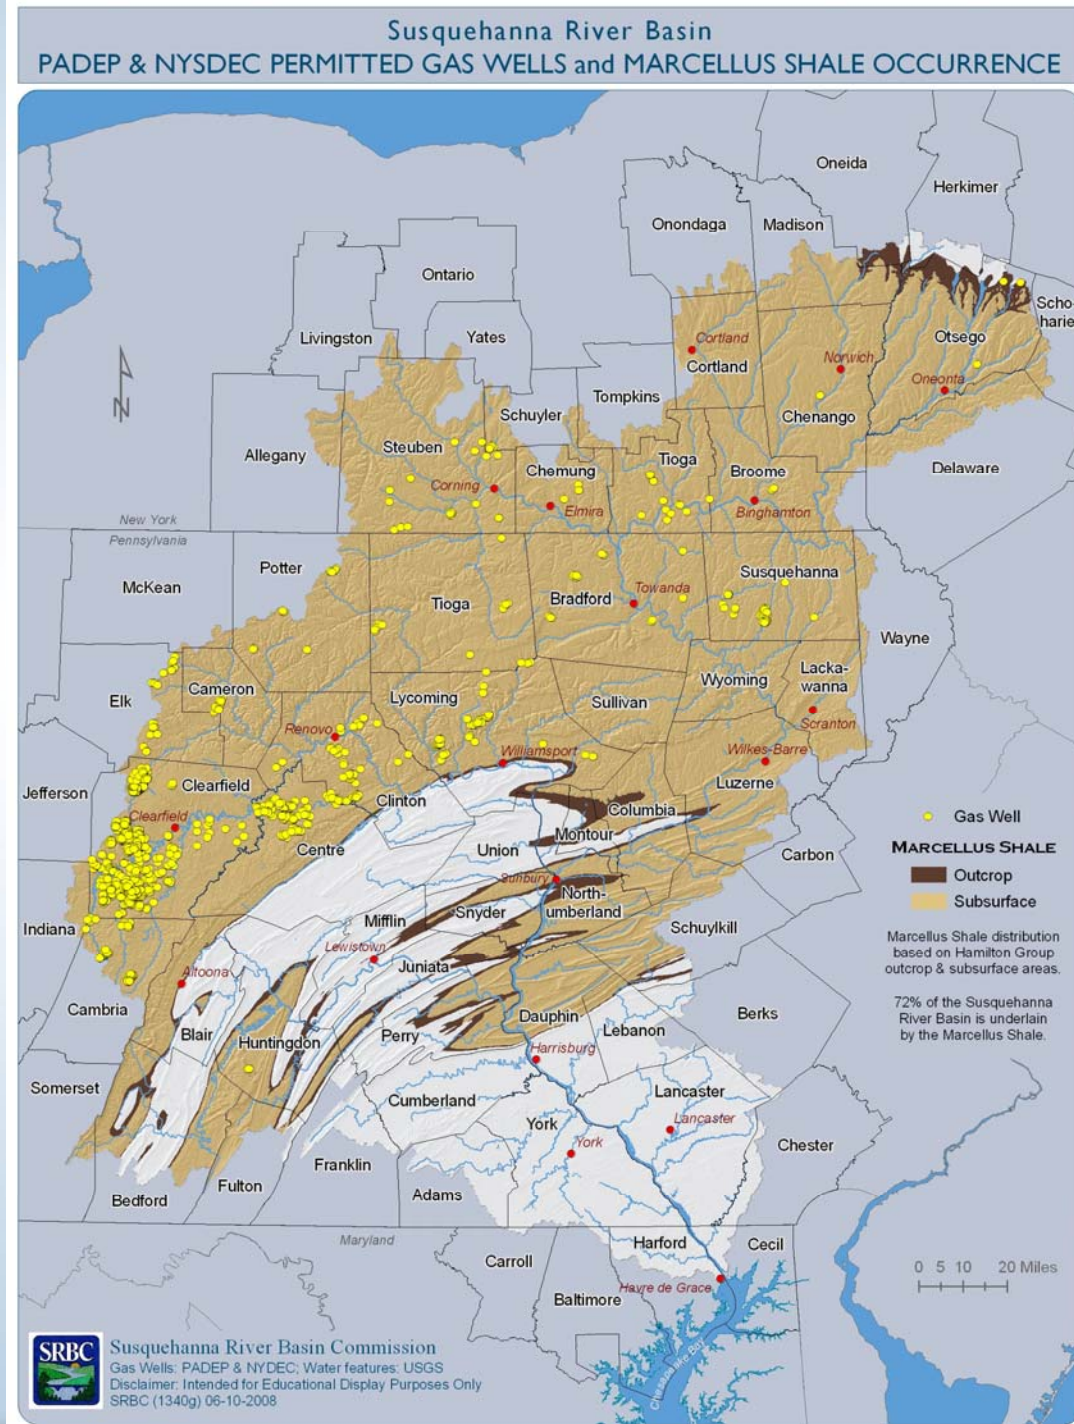 Susquehanna River Basin
PADEP & NYSDEC PERMITTED GAS WELLS and MARCELLUS SHALE OCCURRENCE
Oneida
Herkimer
Onondaga
Madison
Ontario
Scho-
harie
Livingston
Yates
Cortland
Cortland
Otsego
Norwich
Oneonta
Tompkins
Schuyler
Chenango
Allegany
Steuben
Chemung
Tioga
Broome
Delaware
Corning
Elmira
Binghamton
New York
Pennsylvania
McKean
Potter
Tioga
Bradford
Towanda
Susquehanna
Wayne
Elk
Cameron
Lycoming
Sullivan
Wyoming
Lacka-
wanna
Scranton
Renovo
Williamsport
Wilkes-Barre
Jefferson
Clearfield
Clinton
Luzerne
Clearfield
Columbia
Montour
Centre
Union
Carbon
Sunbury
North-
umberland
Indiana
Mifflin
Snyder
Schuylkill
Lewistown
Juniata
Altoona
Cambria
Blair
Huntingdon
Perry
Dauphin
Lebanon
Berks
Harrisburg
Somerset
Cumberland
Lancaster
York
Lancaster
York
Chester
Franklin
Bedford
Fulton
Adams
Maryland
Harford
Cecil
Carroll
Baltimore
Havre de Grace
Chesapeake Bay
Gas Well
MARCELLUS SHALE
Outcrop
Subsurface
Marcellus Shale distribution
based on Hamilton Group
outcrop & subsurface areas.
72% of the Susquehanna
River Basin is underlain
by the Marcellus Shale.
N
0 5 10 20 Miles
SRBC
Susquehanna River Basin Commission
Gas Wells: PADEP & NYDEC; Water features: USGS
Disclaimer: Intended for Educational Display Purposes Only
SRBC (1340g) 06-10-2008